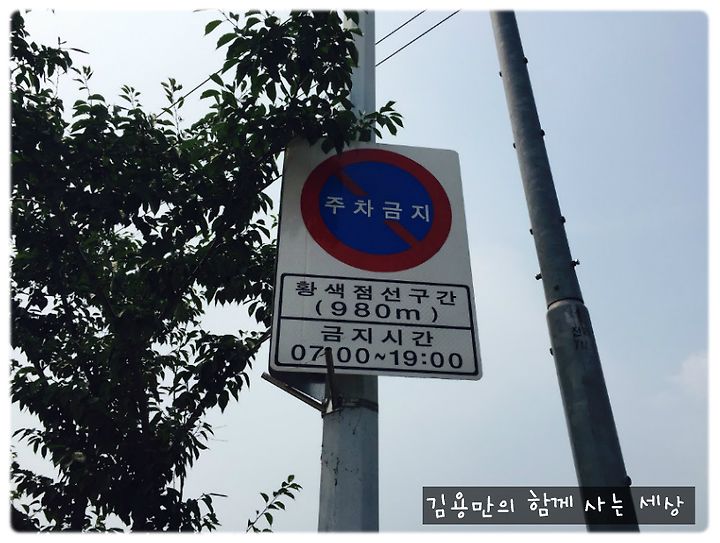 주차금지
황색점선구간
(980m)
금지시간
07:00~19:00
김용만의 함께 사는 세상